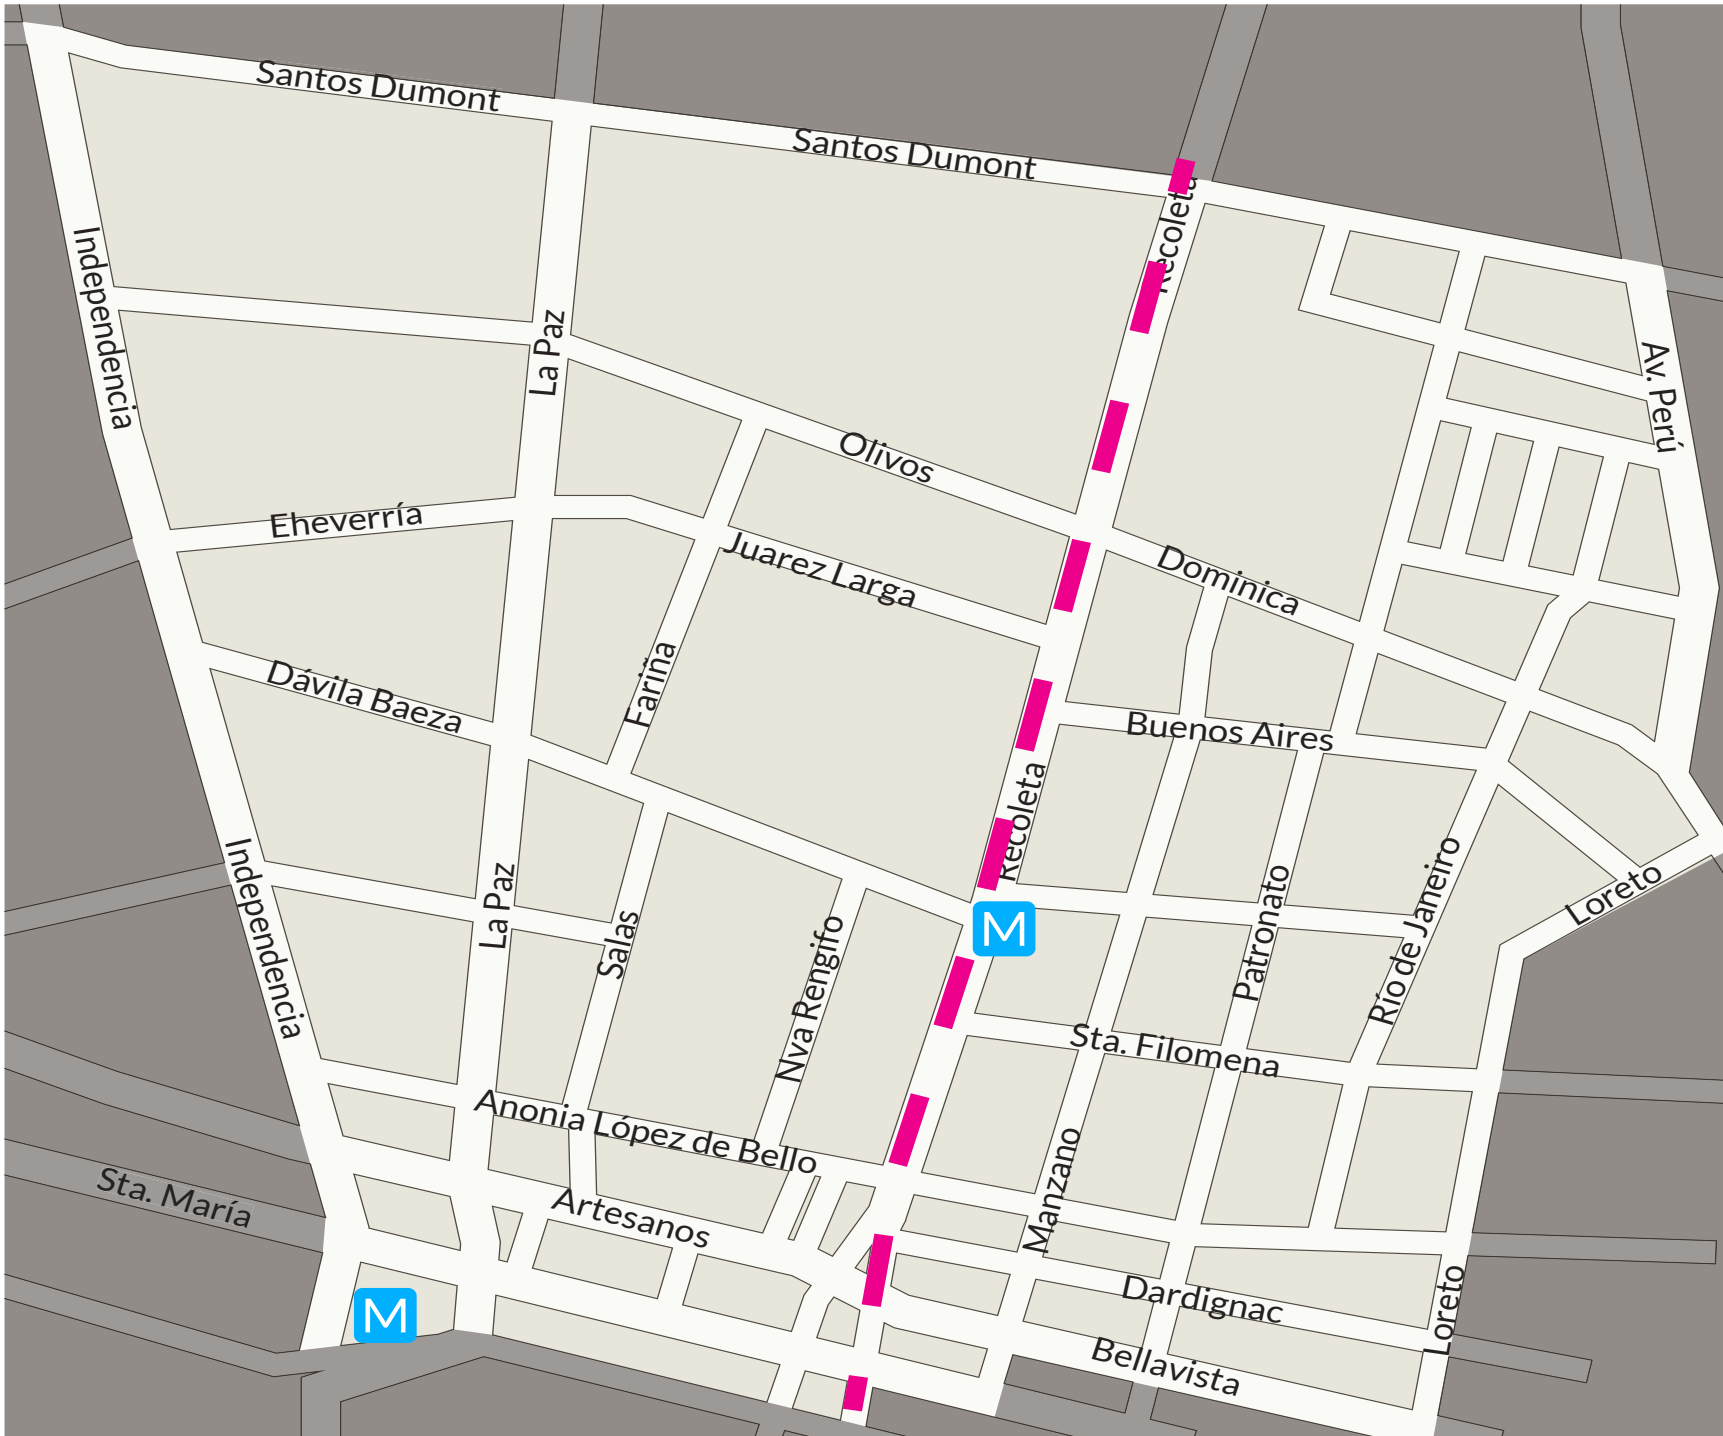 Santos Dumont
Santos Dumont
Recoleta
Independencia
La Paz
Av. Perú
Olivos
Eheverría
Juarez Larga
Dominica
Fariña
Dávila Baeza
Buenos Aires
Recoleta
Independencia
La Paz
Salas
Nva Rengifo
Patronato
Río de Janeiro
Loreto
M
Sta. Filomena
Anonia López de Bello
Manzano
Sta. María
Artesanos
M
Dardignac
Loreto
Bellavista